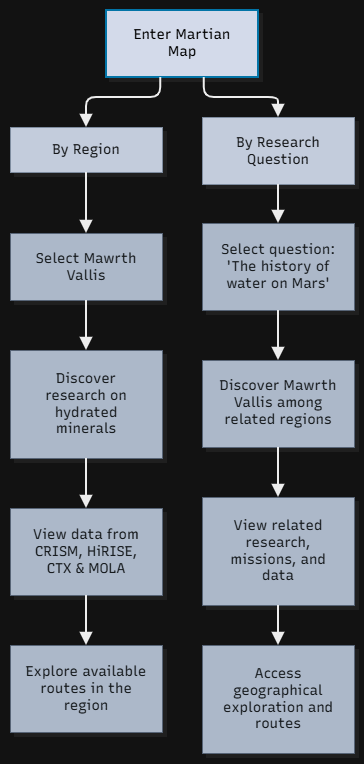 Enter Martian
Map
By Region
By Research
Question
Select Mawrth
Vallis
Select question:
'The history of
water on Mars'
Discover
research on
hydrated
minerals
Discover Mawrth
Vallis among
related regions
View data from
CRISM, HiRISE,
CTX & MOLA
View related
research,
missions, and
data
Explore available
routes in the
region
Access
geographical
exploration and
routes